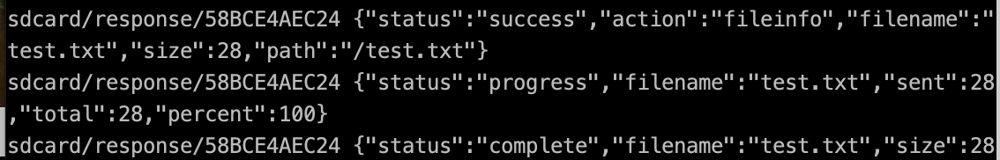 sdcard/response/58BCE4AEC24 {"status":"success","action":"fileinfo","filename":"
test.txt","size":28,"path":"/test.txt"}
sdcard/response/58BCE4AEC24 {"status":"progress","filename":"test.txt","sent":28
,"total":28,"percent":100}
sdcard/response/58BCE4AEC24 {"status":"complete","filename":"test.txt","size":28